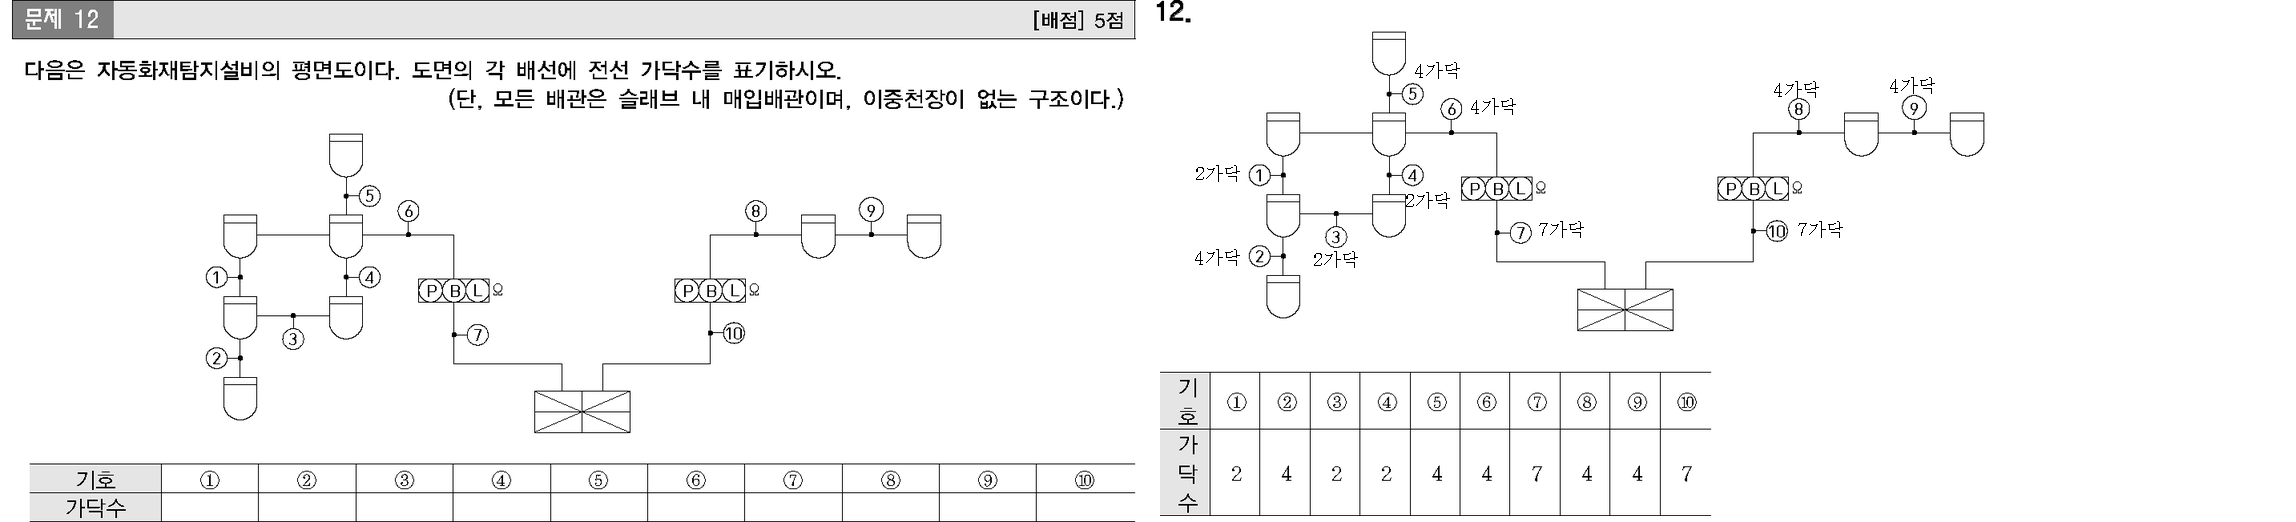 문제 12
[배점] 5점
다음은 자동화재탐지설비의 평면도이다. 도면의 각 배선에 전선 가닥수를 표기하시오.
(단, 모든 배관은 슬래브 내 매입배관이며, 이중천장이 없는 구조이다.)
⑤
⑥
⑧
⑨
①
④
P B L Ω
P B L Ω
③
⑦
⑩
②
기호 ① ② ③ ④ ⑤ ⑥ ⑦ ⑧ ⑨ ⑩
가닥수
12.
4가닥
⑤
⑥ 4가닥
4가닥
⑧
4가닥
⑨
2가닥 ①
④
2가닥
P B L Ω
P B L Ω
③
2가닥
⑦ 7가닥
⑩ 7가닥
4가닥 ②
기호 ① ② ③ ④ ⑤ ⑥ ⑦ ⑧ ⑨ ⑩
가닥수 2 4 2 2 4 4 7 4 4 7